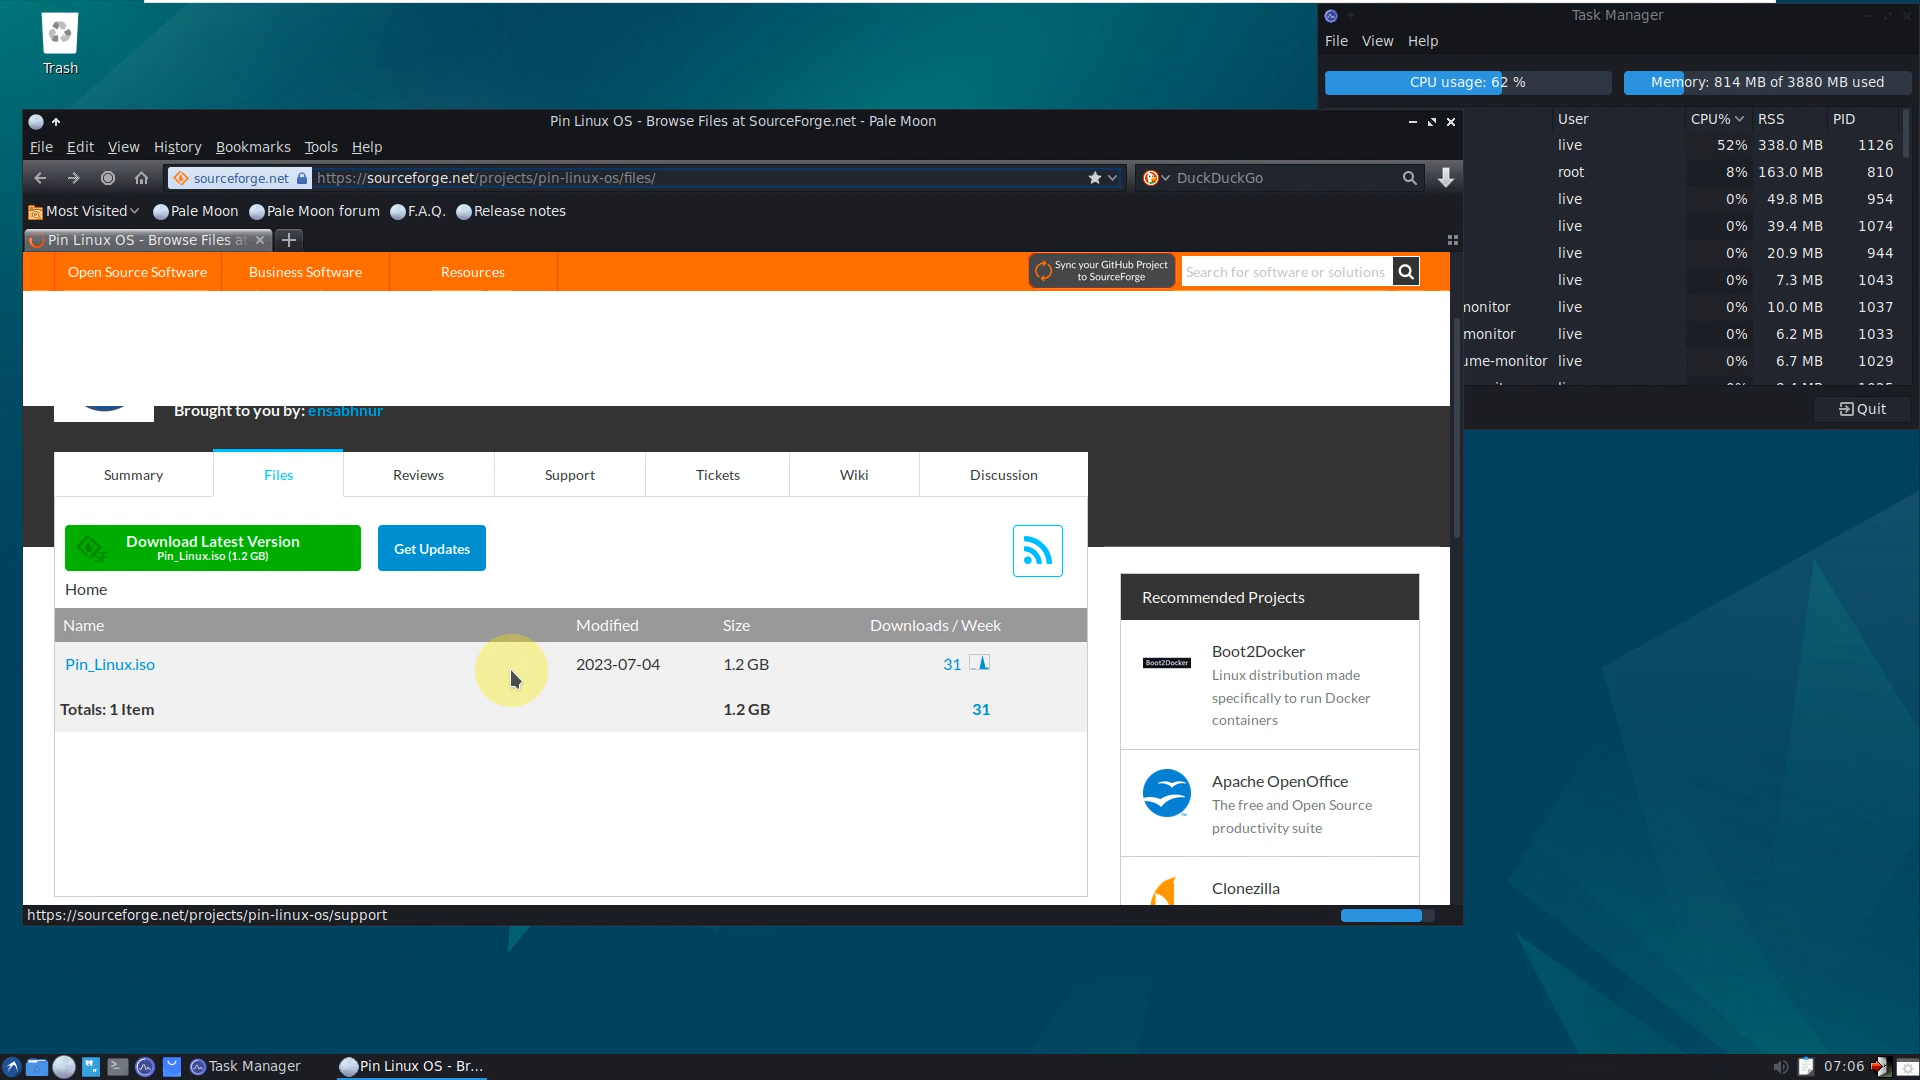 Trash
Task Manager
File View Help
CPU usage: 62 %
Memory: 814 MB of 3880 MB used
User CPU% RSS PID
live 52% 338.0 MB 1126
root 8% 163.0 MB 810
live 0% 49.8 MB 954
live 0% 39.4 MB 1074
live 0% 20.9 MB 944
live 0% 7.3 MB 1043
monitor live 0% 10.0 MB 1037
monitor live 0% 6.2 MB 1033
ume-monitor live 0% 6.7 MB 1029
Quit
Pin Linux OS - Browse Files at SourceForge.net - Pale Moon
File Edit View History Bookmarks Tools Help
sourceforge.net https://sourceforge.net/projects/pin-linux-os/files/ DuckDuckGo
Most Visited Pale Moon Pale Moon forum F.A.Q. Release notes
Pin Linux OS - Browse Files at
Open Source Software Business Software Resources
Sync your GitHub Project
to SourceForge
Search for software or solutions
Brought to you by: ensabhnur
Summary Files Reviews Support Tickets Wiki Discussion
Download Latest Version
Pin_Linux.iso (1.2 GB)
Get Updates
Home
Name Modified Size Downloads / Week
Pin_Linux.iso 2023-07-04 1.2 GB 31
Totals: 1 Item 1.2 GB 31
Recommended Projects
Boot2Docker
Boot2Docker
Linux distribution made
specifically to run Docker
containers
Apache OpenOffice
The free and Open Source
productivity suite
Clonezilla
https://sourceforge.net/projects/pin-linux-os/support
Task Manager
Pin Linux OS - Br...
07:06